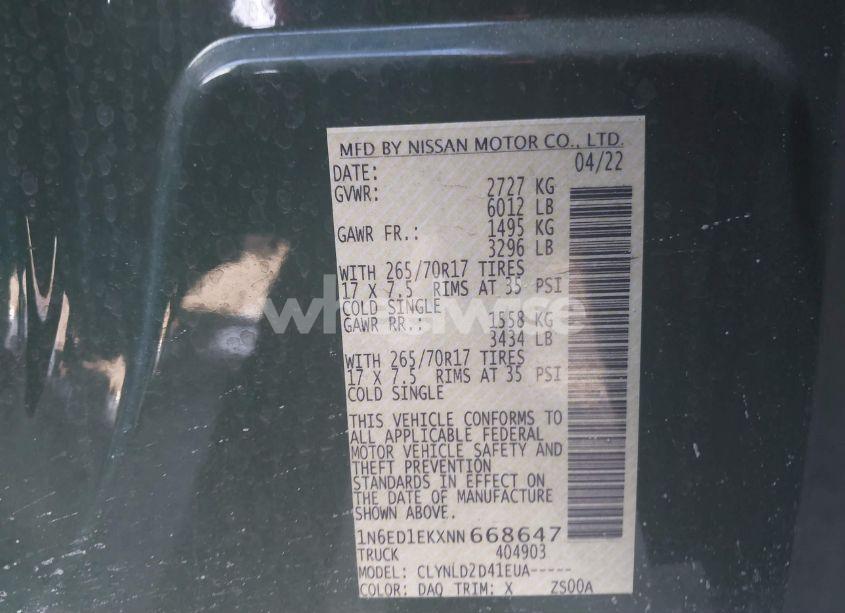 MFD BY NISSAN MOTOR CO., LTD.
DATE: 04/22
GVWR: 2727 KG
6012 LB
GAWR FR.: 1495 KG
3296 LB
WITH 265/70R17 TIRES
17 X 7.5 RIMS AT 35 PSI
COLD SINGLE
GAWR RR.: 1558 KG
3434 LB
WITH 265/70R17 TIRES
17 X 7.5 RIMS AT 35 PSI
COLD SINGLE
THIS VEHICLE CONFORMS TO
ALL APPLICABLE FEDERAL
MOTOR VEHICLE SAFETY AND
THEFT PREVENTION
STANDARDS IN EFFECT ON
THE DATE OF MANUFACTURE
SHOWN ABOVE.
1N6ED1EKXNN668647
TRUCK 404903
MODEL: CLYNLD2D41EUA-----
COLOR: DAQ TRIM: X ZS00A
wheelwise